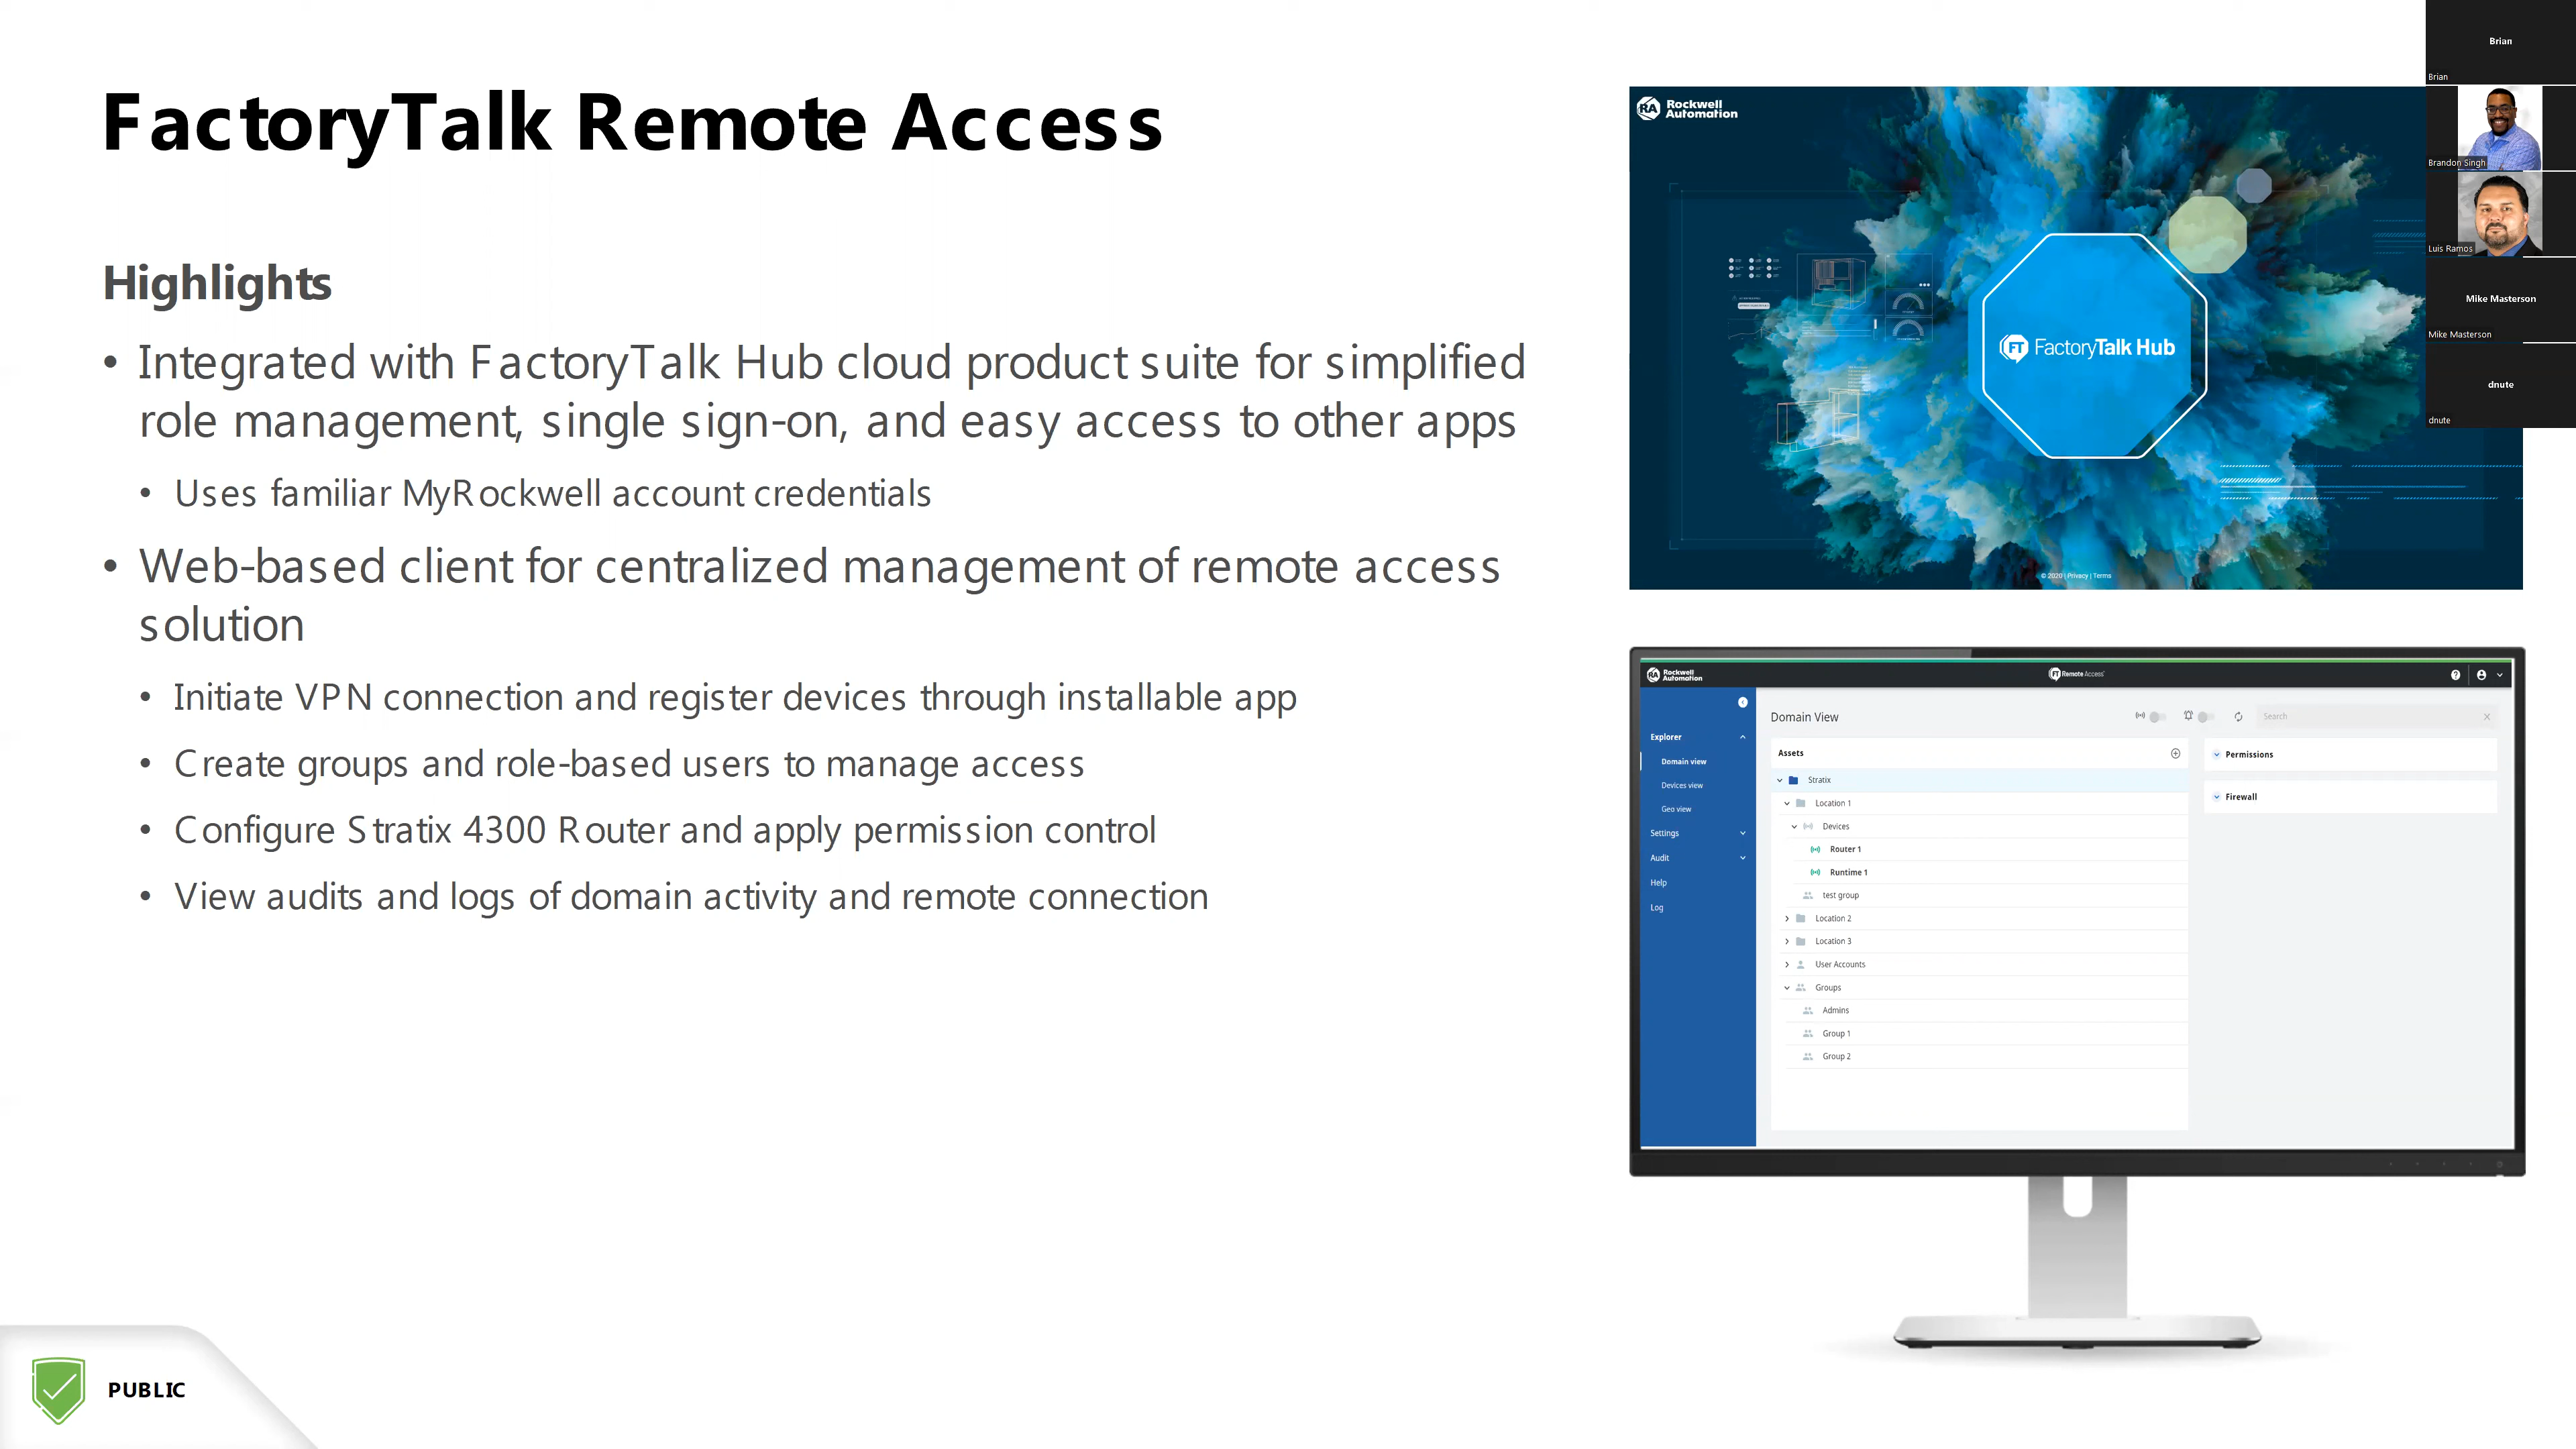 FactoryTalk Remote Access
Highlights
• Integrated with FactoryTalk Hub cloud product suite for simplified
role management, single sign-on, and easy access to other apps
• Uses familiar MyRockwell account credentials
• Web-based client for centralized management of remote access
solution
• Initiate VPN connection and register devices through installable app
• Create groups and role-based users to manage access
• Configure Stratix 4300 Router and apply permission control
• View audits and logs of domain activity and remote connection
PUBLIC
RA Rockwell
Automation
FT FactoryTalk Hub
© 2020 | Privacy | Terms
Brian
Brian
Brandon Singh
Luis Ramos
Mike Masterson
Mike Masterson
dnute
dnute
RA Rockwell
Automation
FT Remote Access
Explorer
Domain view
Devices view
Geo view
Settings
Audit
Help
Log
Domain View
Search
Assets
Stratix
Location 1
Devices
Router 1
Runtime 1
test group
Location 2
Location 3
User Accounts
Groups
Admins
Group 1
Group 2
Permissions
Firewall